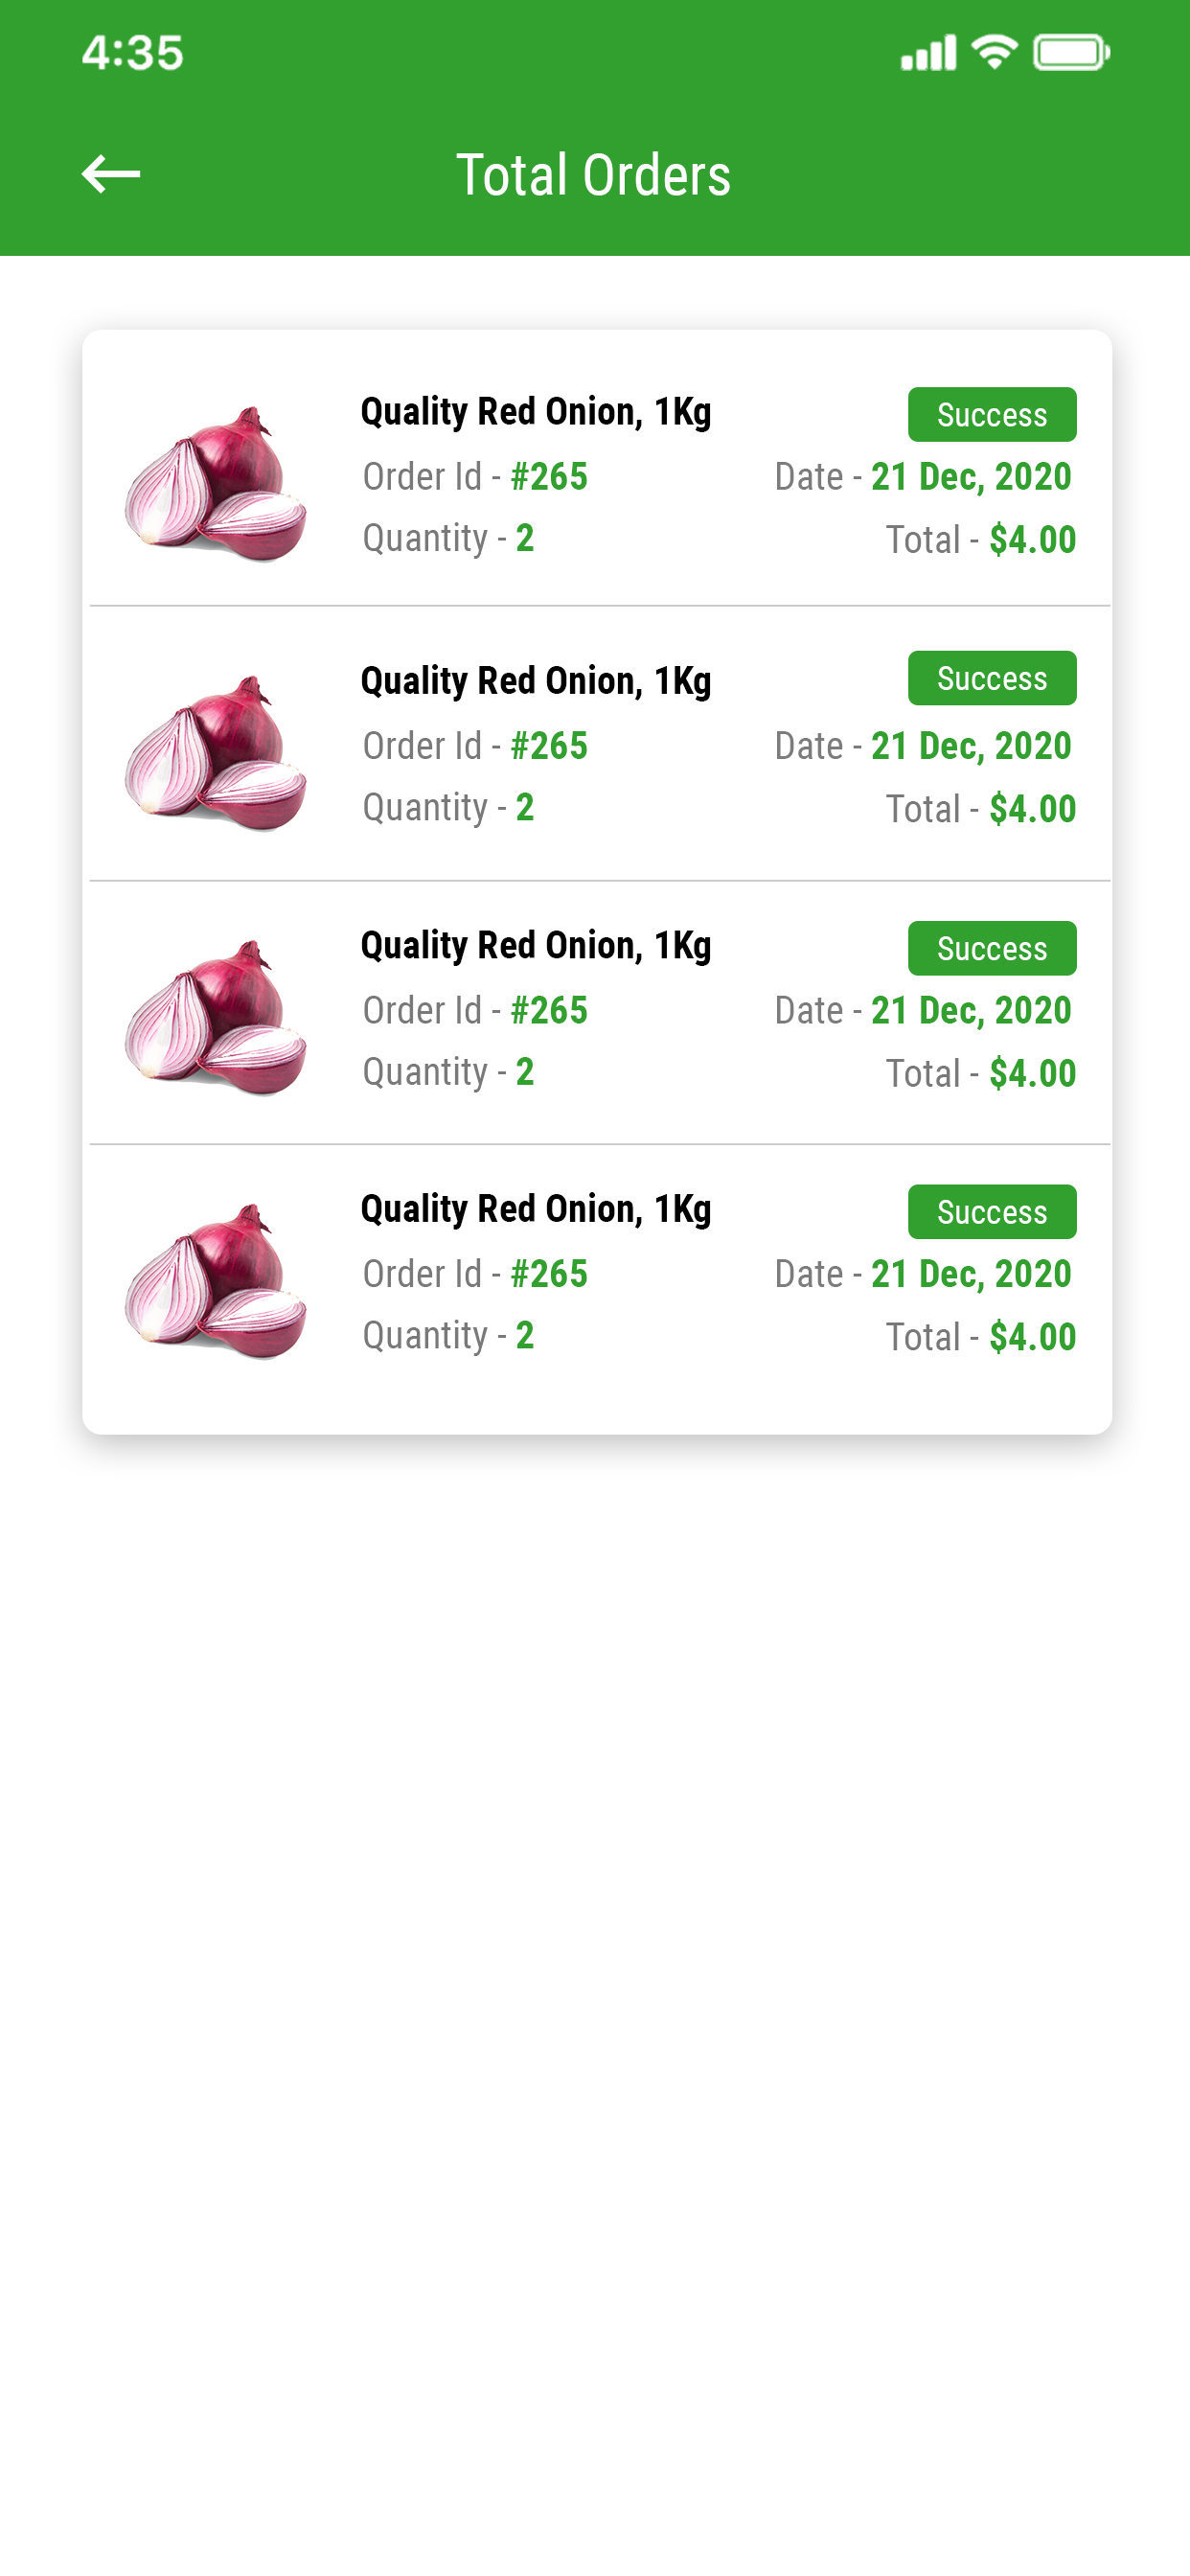 4:35
Total Orders
Quality Red Onion, 1Kg
Success
Order Id - #265
Date - 21 Dec, 2020
Quantity - 2
Total - $4.00
Quality Red Onion, 1Kg
Success
Order Id - #265
Date - 21 Dec, 2020
Quantity - 2
Total - $4.00
Quality Red Onion, 1Kg
Success
Order Id - #265
Date - 21 Dec, 2020
Quantity - 2
Total - $4.00
Quality Red Onion, 1Kg
Success
Order Id - #265
Date - 21 Dec, 2020
Quantity - 2
Total - $4.00